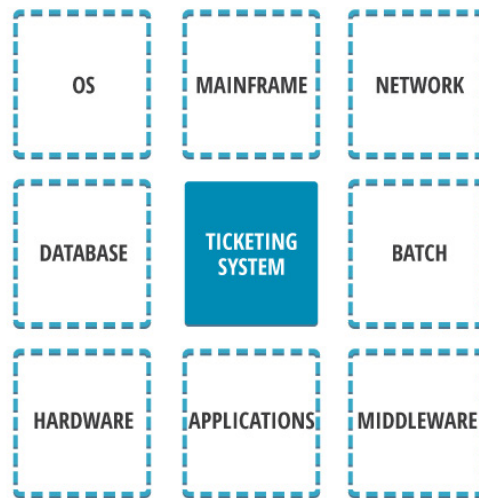 OS
MAINFRAME
NETWORK
DATABASE
TICKETING
SYSTEM
BATCH
HARDWARE
APPLICATIONS
MIDDLEWARE